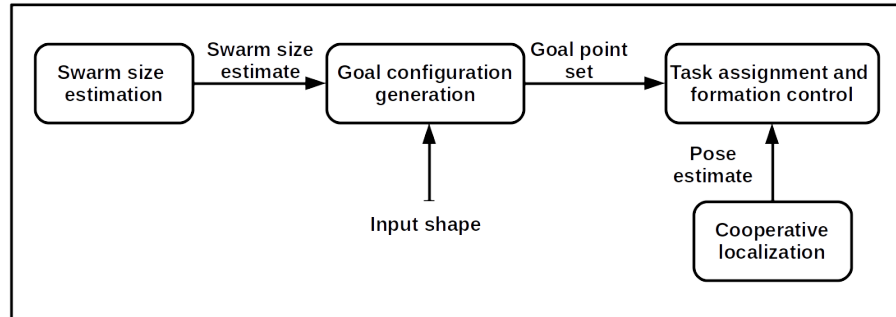 Swarm size
estimation
Swarm size
estimate
Goal configuration
generation
Goal point
set
Task assignment and
formation control
Input shape
Pose
estimate
Cooperative
localization